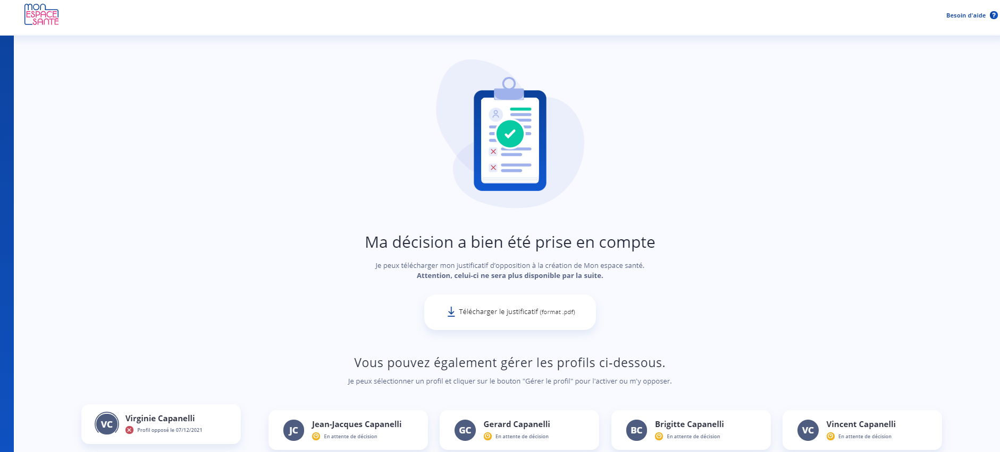 mon
ESPACE
SANTÉ
Besoin d'aide ?
Ma décision a bien été prise en compte
Je peux télécharger mon justificatif d'opposition à la création de Mon espace santé.
Attention, celui-ci ne sera plus disponible par la suite.
Télécharger le justificatif (format .pdf)
Vous pouvez également gérer les profils ci-dessous.
Je peux sélectionner un profil et cliquer sur le bouton "Gérer le profil" pour l'activer ou m'y opposer.
VC
Virginie Capanelli
Profil opposé le 07/12/2021
JC
Jean-Jacques Capanelli
En attente de décision
GC
Gerard Capanelli
En attente de décision
BC
Brigitte Capanelli
En attente de décision
VC
Vincent Capanelli
En attente de décision